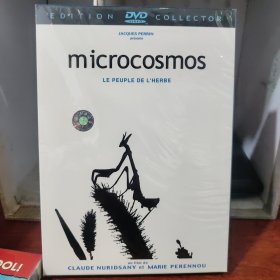 EDITION DVD COLLECTOR
JACQUES PERRIN
présente
microcosmos
LE PEUPLE DE L'HERBE
un film de
CLAUDE NURIDSANY ET MARIE PERENNOU
OLI